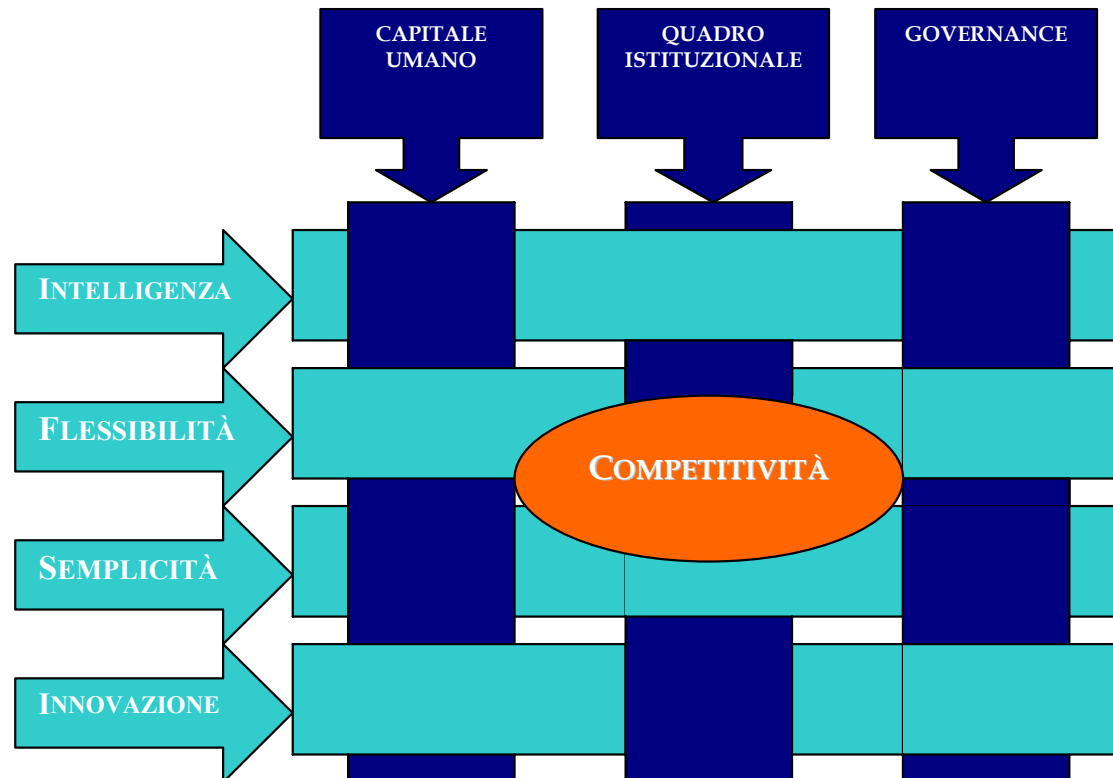 CAPITALE
UMANO
QUADRO
ISTITUZIONALE
GOVERNANCE
INTELLIGENZA
FLESSIBILITÀ
COMPETITIVITÀ
SEMPLICITÀ
INNOVAZIONE